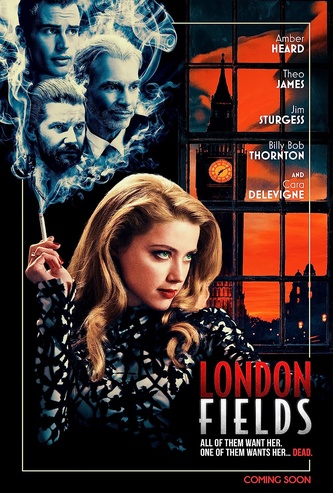 Amber
HEARD
Theo
JAMES
Jim
STURGESS
Billy Bob
THORNTON
AND
Cara
DELEVIGNE
LONDON
FIELDS
ALL OF THEM WANT HER.
ONE OF THEM WANTS HER... DEAD.
COMING SOON